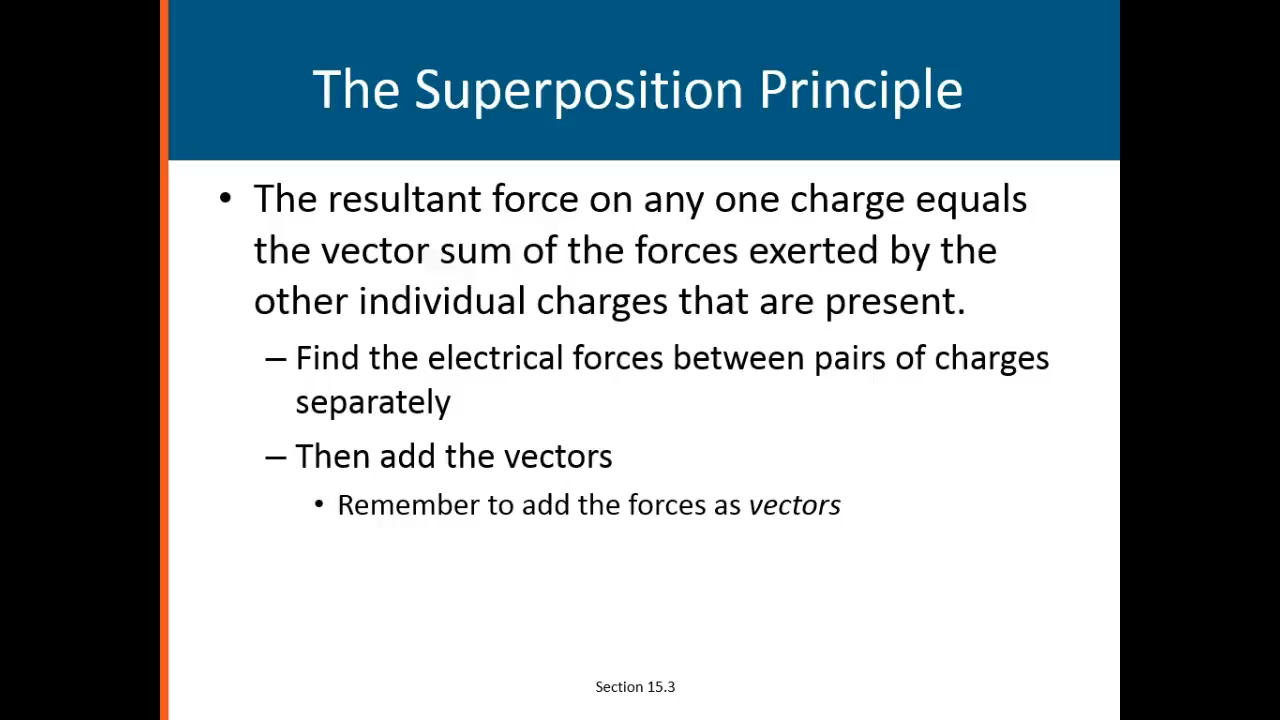 The Superposition Principle
• The resultant force on any one charge equals
the vector sum of the forces exerted by the
other individual charges that are present.
– Find the electrical forces between pairs of charges
separately
– Then add the vectors
• Remember to add the forces as vectors
Section 15.3